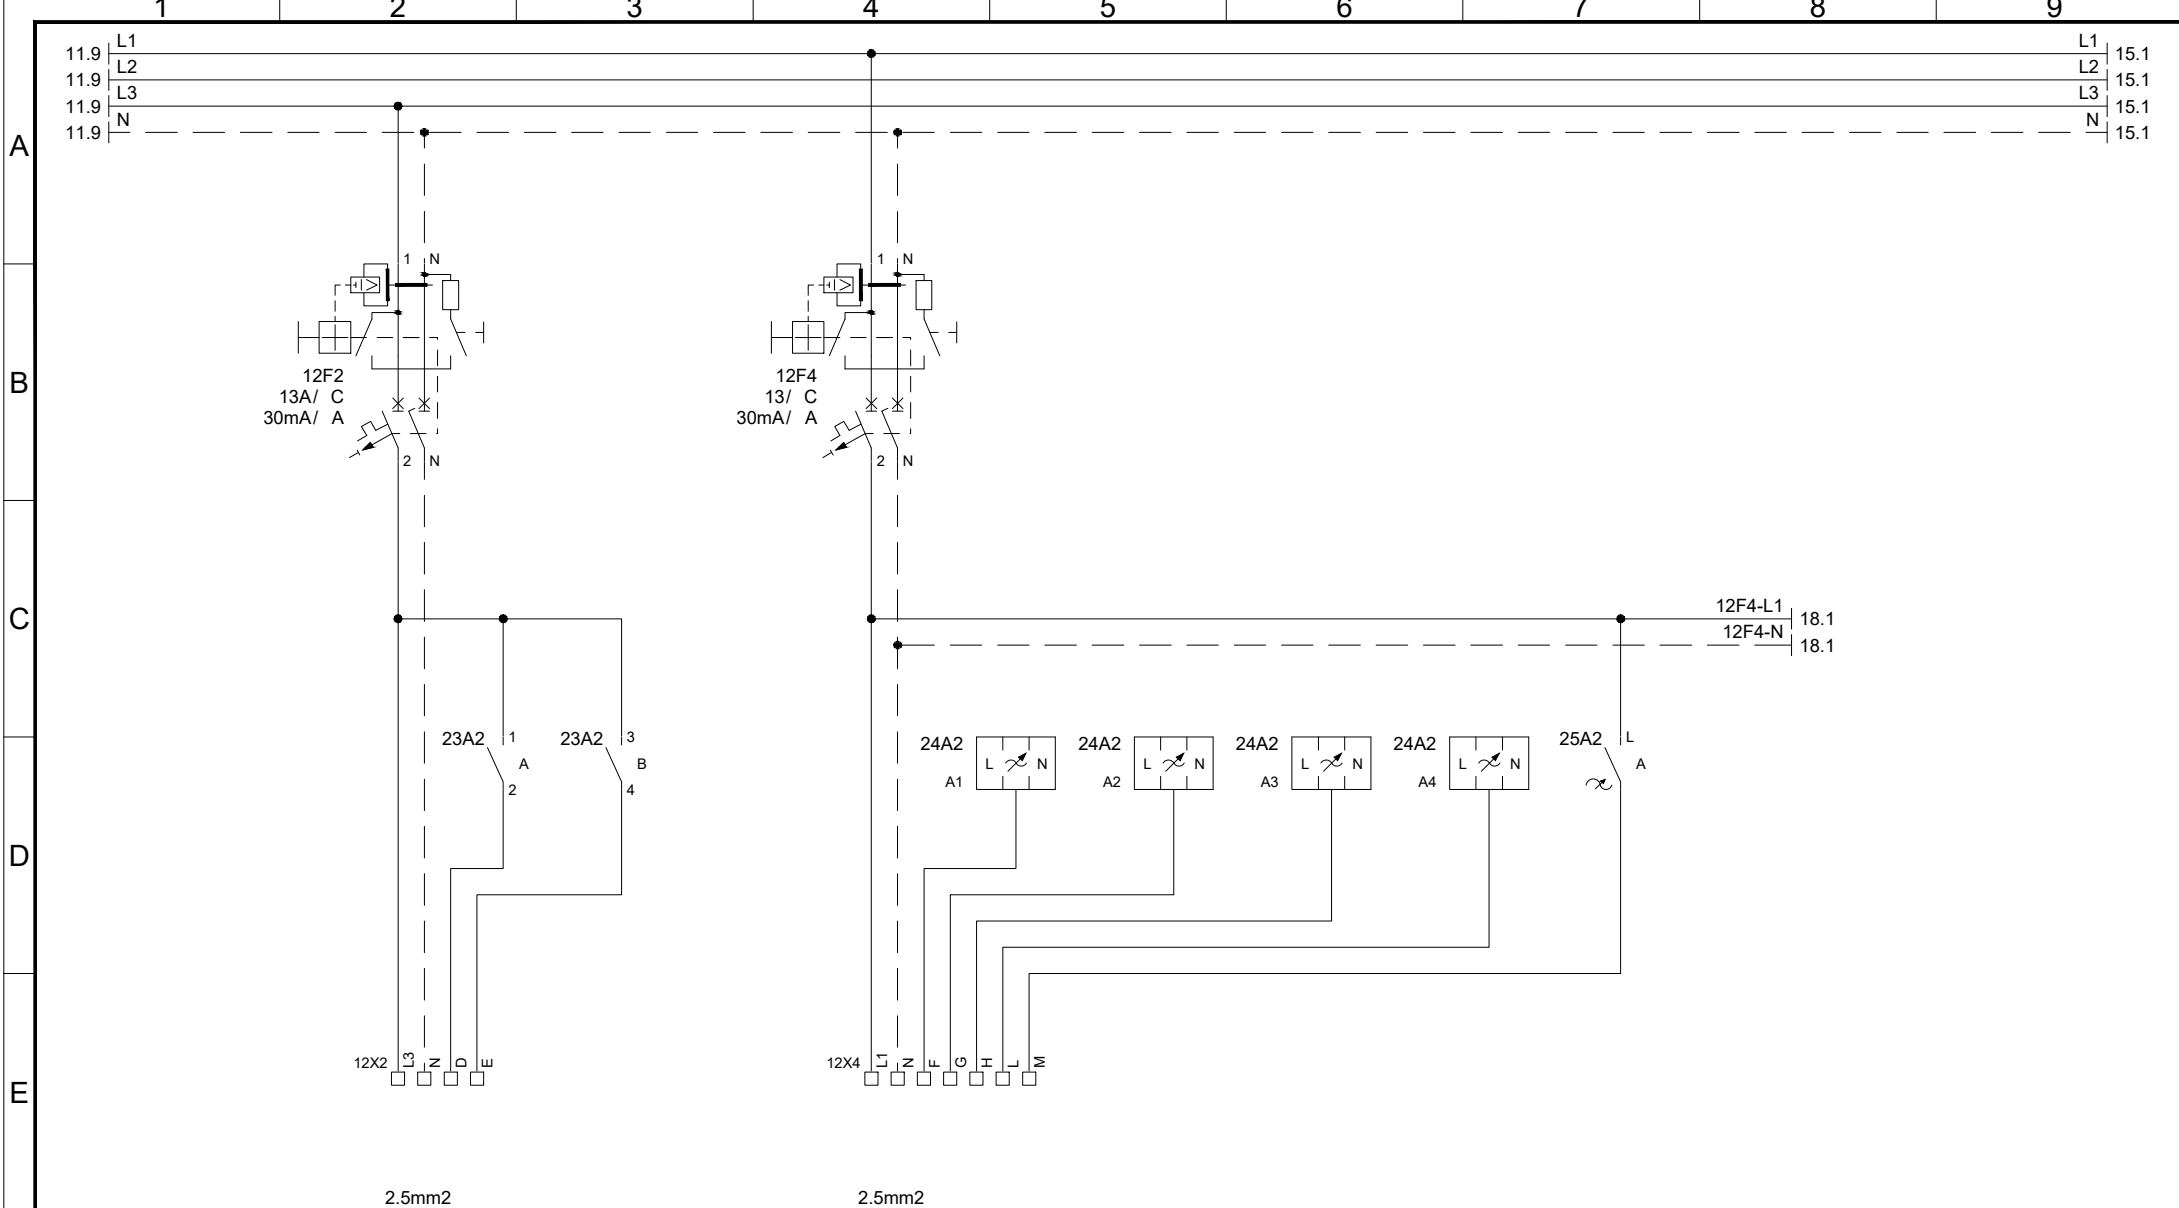 1 2 3 4 5 6 7 8 9
L1 L1
11.9 15.1
L2 L2
11.9 15.1
L3 L3
11.9 15.1
N N
11.9 15.1
A
1 N 1 N
B
12F2 12F4
13A/ C 13/ C
30mA/ A 30mA/ A
2 N 2 N
C
12F4-L1 18.1
12F4-N 18.1
23A2 1 23A2 3 24A2 24A2 24A2 24A2 25A2 L
A B L N L N L N L N A
2 4 A1 A2 A3 A4
D
12X2 L3 N D E 12X4 L1 N F G H L M
E
2.5mm2 2.5mm2